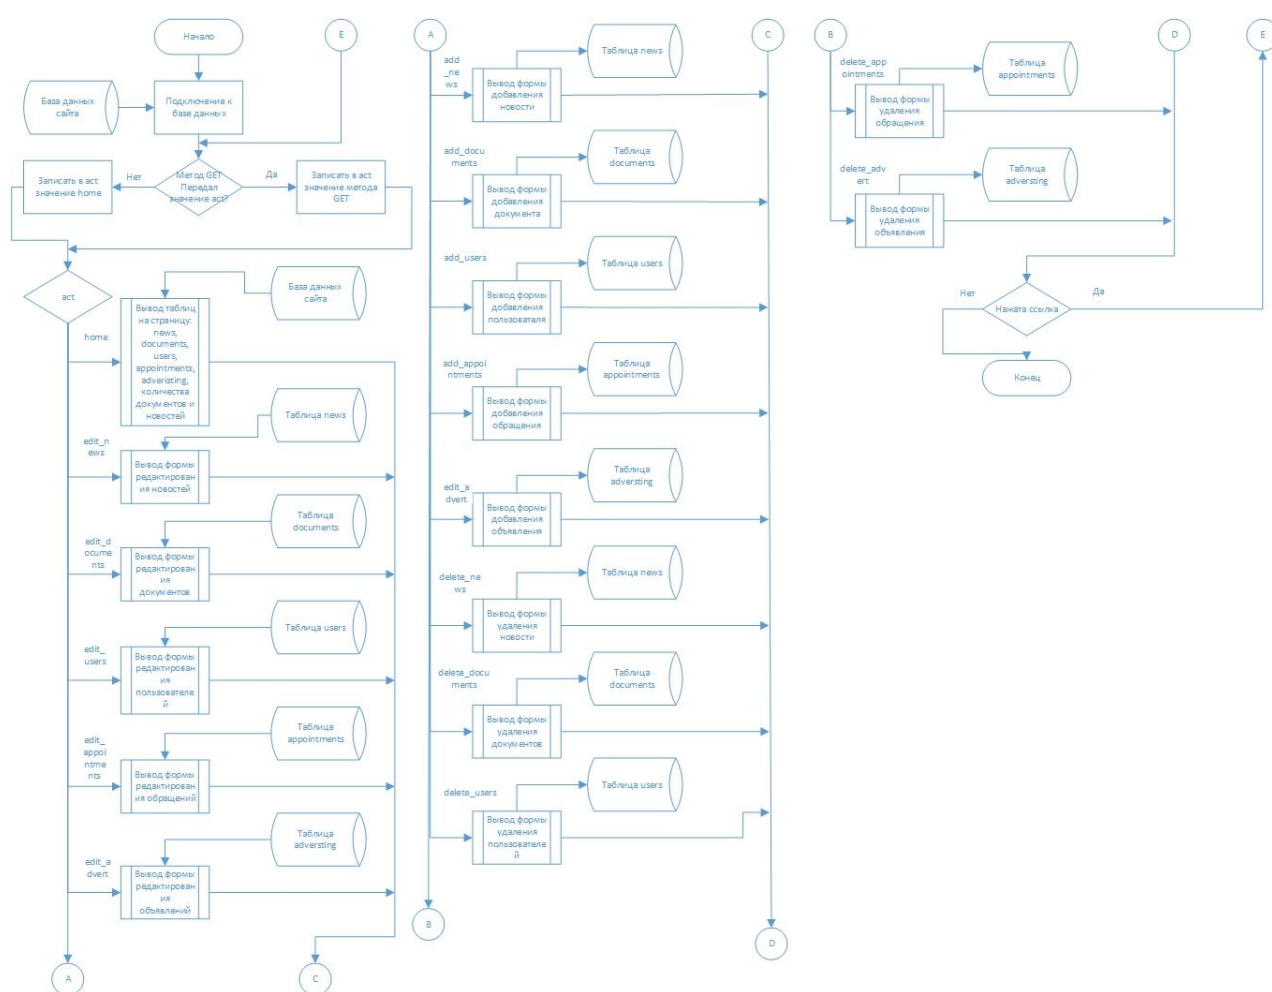 Начало
E
База данных
сайта
Подключение к
базе данных
Записать в act
значение home
Нет
Метод GET
Передал
значение act?
Да
Записать в act
значение метода
GET
act
База данных
сайта
home
Вывод таблиц
на страницу:
news,
documents,
users,
appointments,
adveristing,
количества
документов и
новостей
Таблица news
edit_n
ews
Вывод формы
редактирован
ия новостей
Таблица
documents
edit_d
ocume
nts
Вывод формы
редактирован
ия
документов
Таблица users
edit_
users
Вывод формы
редактирован
ия
пользователе
й
Таблица
appointments
edit_
appoi
ntme
nts
Вывод формы
редактирован
ия обращений
Таблица
adversting
edit_a
dvert
Вывод формы
редактирован
ия
объявлений
A
C
A
C
add
_ne
ws
Таблица news
Вывод формы
добавления
новости
add_docu
ments
Таблица
documents
Вывод формы
добавления
документа
add_users
Таблица users
Вывод формы
добавления
пользователя
add_appoi
ntments
Таблица
appointments
Вывод формы
добавления
обращения
edit_a
dvert
Таблица
adversting
Вывод формы
добавления
объявления
delete_ne
ws
Таблица news
Вывод формы
удаления
новости
delete_docu
ments
Таблица
documents
Вывод формы
удаления
документов
delete_users
Таблица users
Вывод формы
удаления
пользователе
й
B
D
B
D
E
delete_app
ointments
Таблица
appointments
Вывод формы
удаления
обращения
delete_adv
ert
Таблица
adversting
Вывод формы
удаления
объявления
Нет
Нажата ссылка
Да
Конец